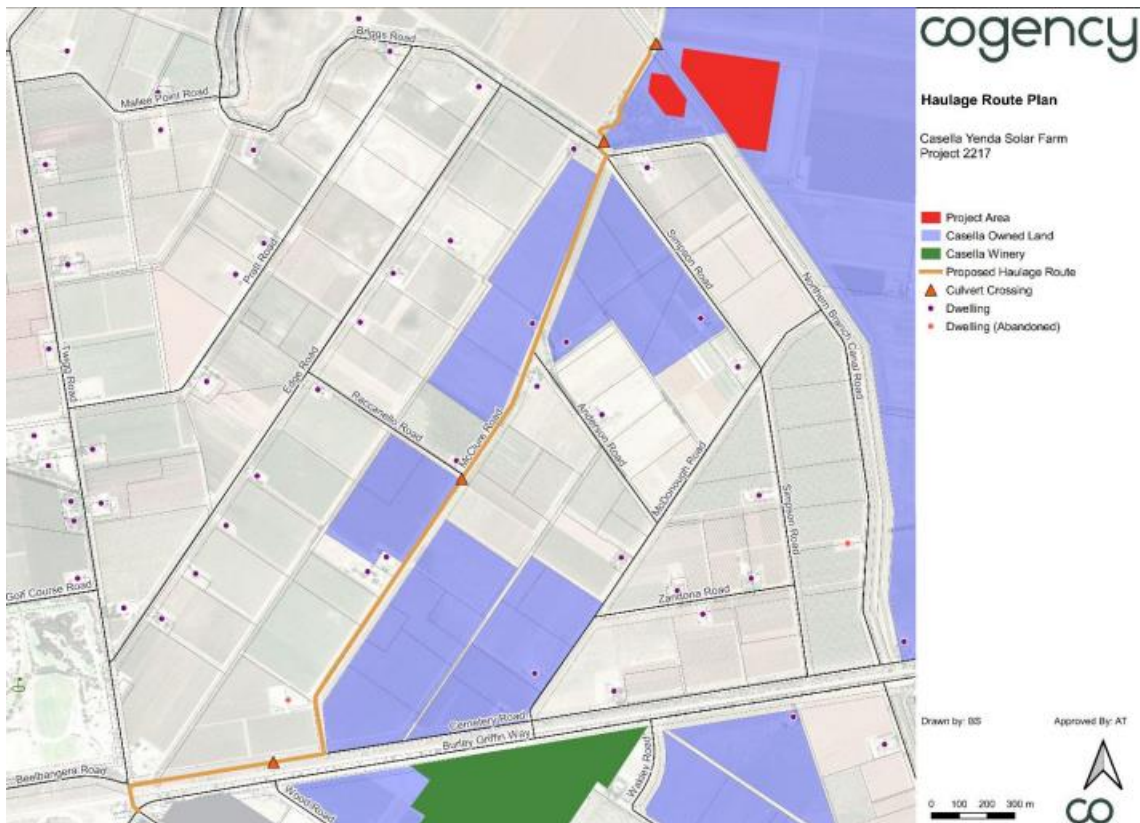 cogency
Haulage Route Plan
Casella Yenda Solar Farm
Project 2217
Project Area
Casella Owned Land
Casella Winery
Proposed Haulage Route
Culvert Crossing
Dwelling
Dwelling (Abandoned)
Briggs Road
Mallee Point Road
Pratt Road
Simpson Road
Northern Branch Canal Road
Twigg Road
Edge Road
Raccanello Road
McClure Road
Anderson Road
McDonough Road
Simpson Road
Golf Course Road
Zanttona Road
Cemetery Road
Burley Griffin Way
Beelbangera Road
Wood Road
Wakley Road
Drawn by: BS
Approved By: AT
0 100 200 300 m
CO